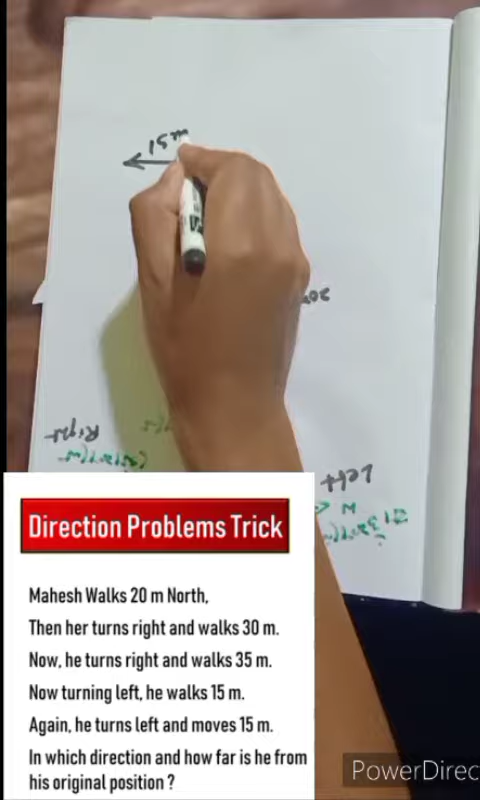 15m
Right
Left
N
Direction Problems Trick
Mahesh Walks 20 m North,
Then her turns right and walks 30 m.
Now, he turns right and walks 35 m.
Now turning left, he walks 15 m.
Again, he turns left and moves 15 m.
In which direction and how far is he from
his original position ?
PowerDirec